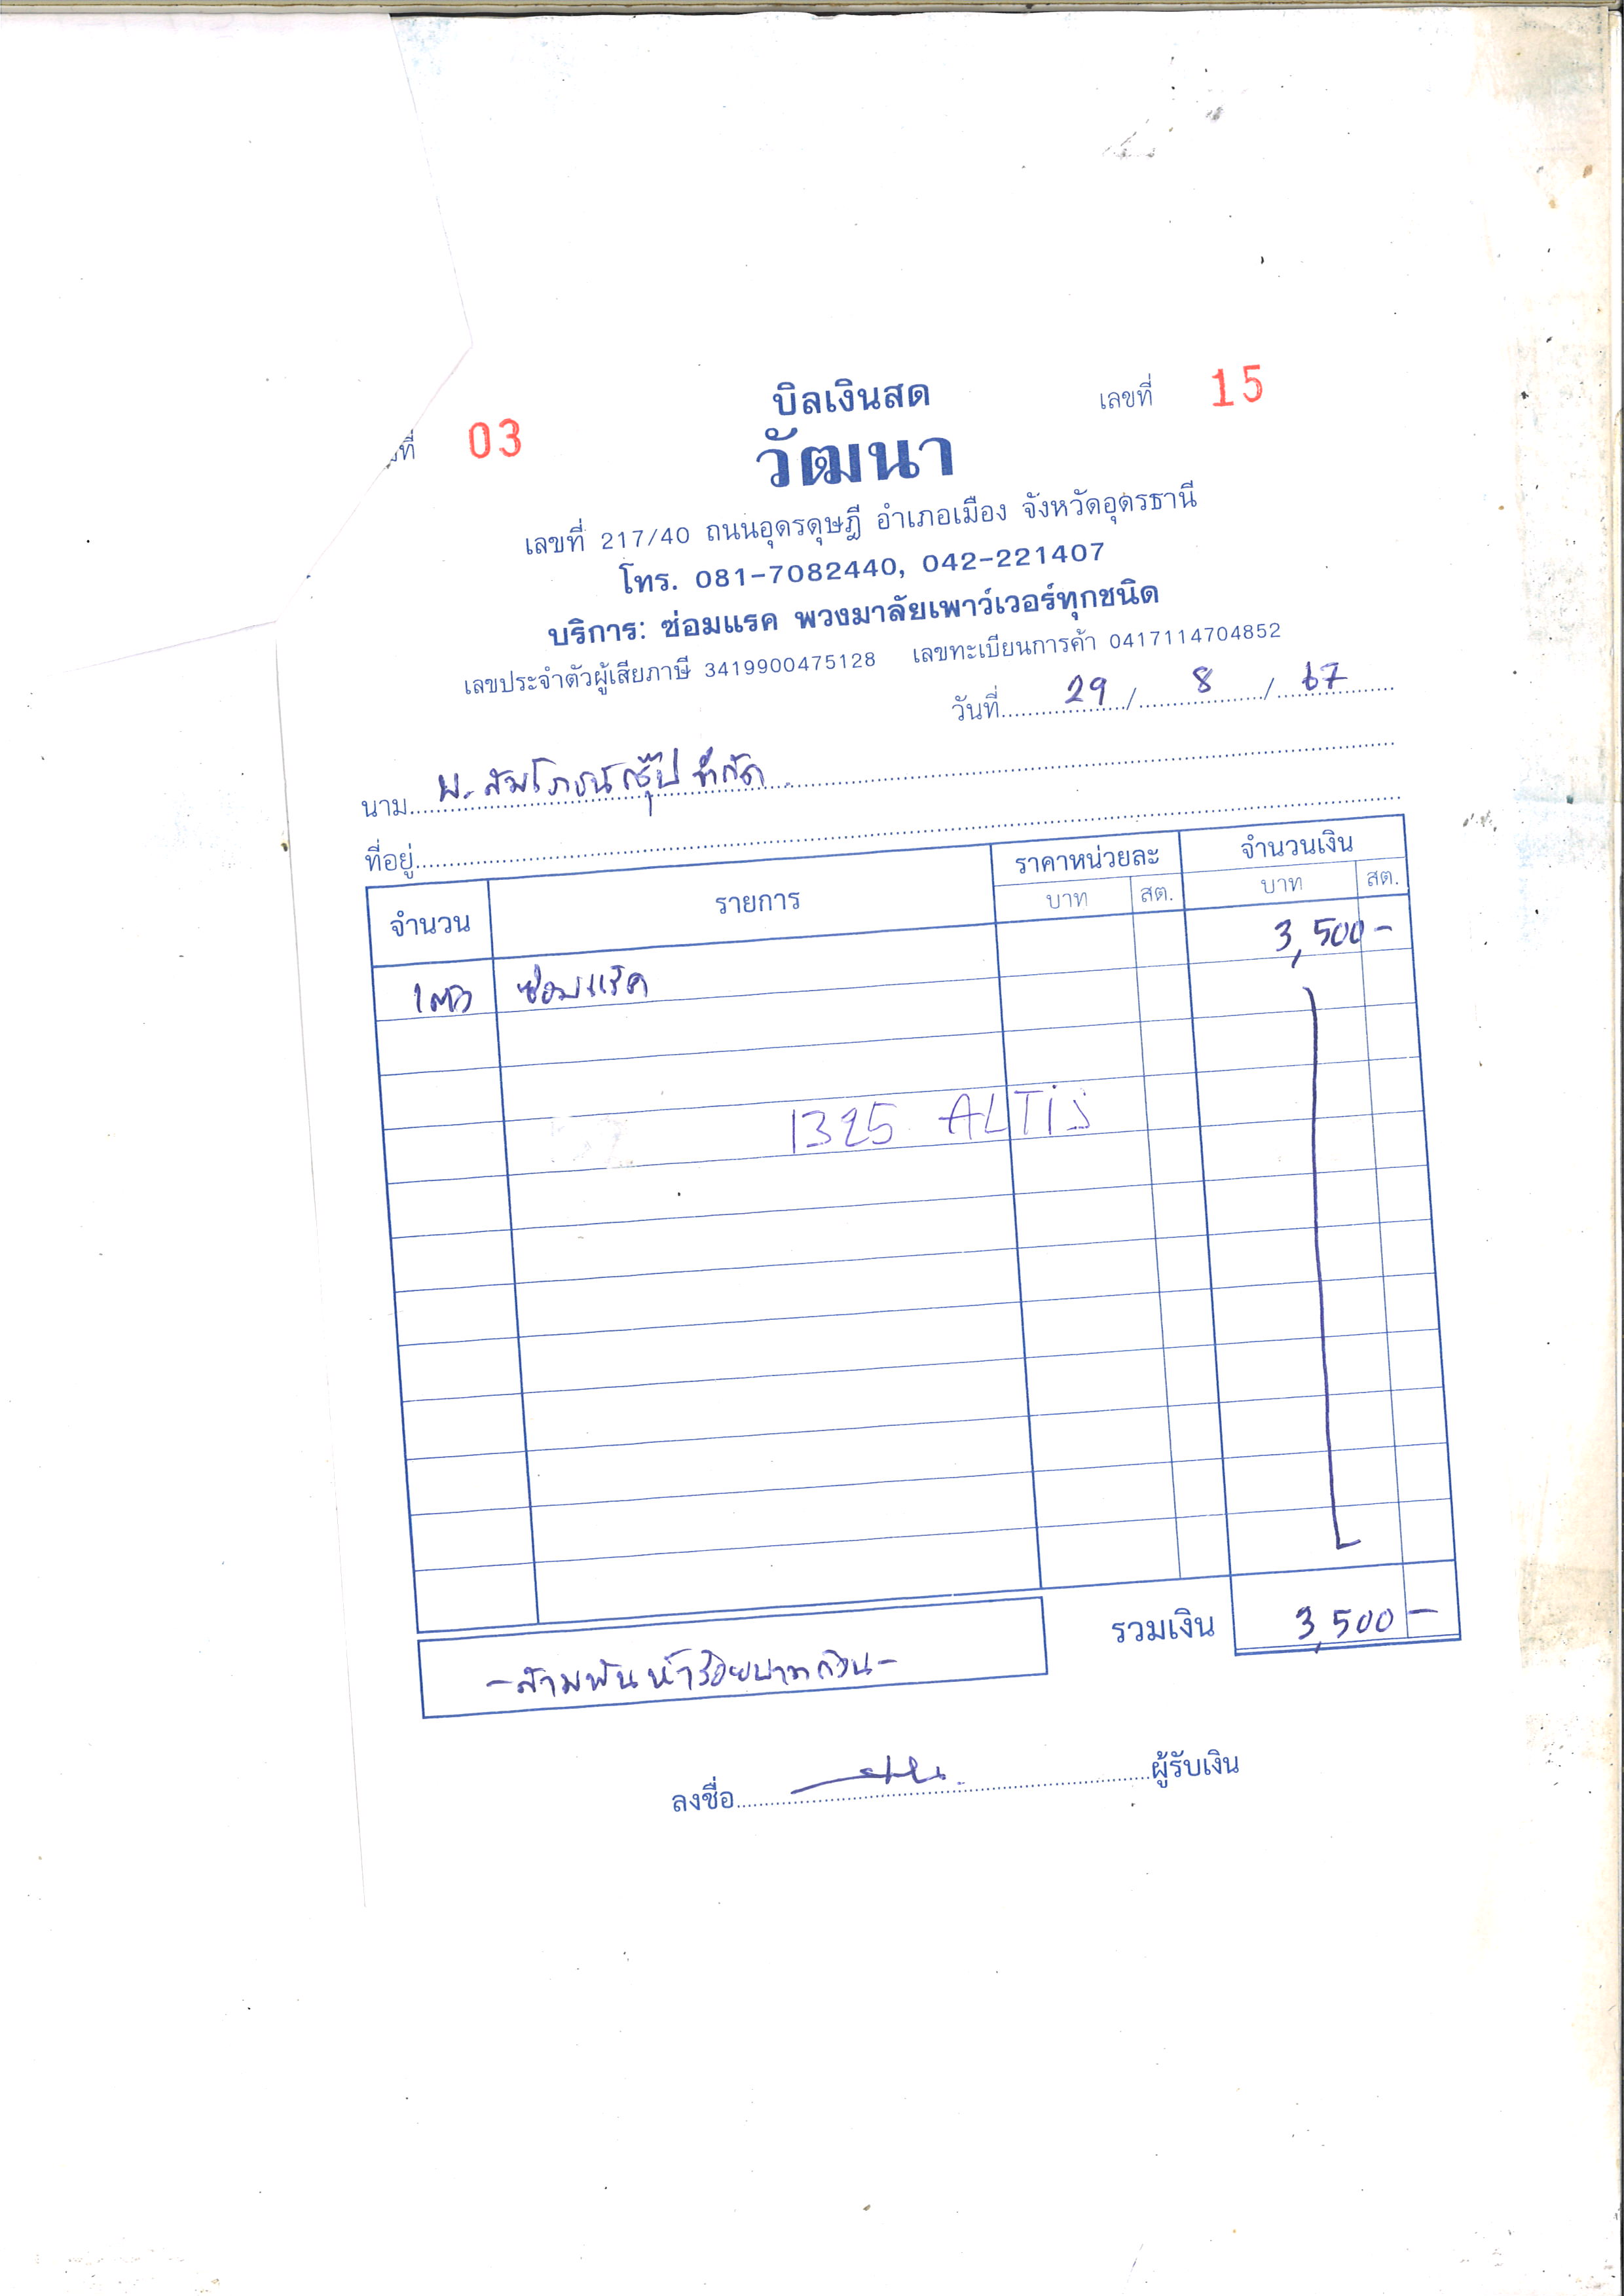 บิลเงินสด
ที่ 03 เลขที่ 15
วัฒนา
เลขที่ 217/40 ถนนอุดรดุษฎี อำเภอเมือง จังหวัดอุดรธานี
โทร. 081-7082440, 042-221407
บริการ: ซ่อมแรค พวงมาลัยเพาว์เวอร์ทุกชนิด
เลขประจำตัวผู้เสียภาษี 3419900475128 เลขทะเบียนการค้า 0417114704852
วันที่ 29 / 8 / 67
นาม บ. สัมโภชน์กรุ๊ป จำกัด
ที่อยู่
จำนวน รายการ ราคาหน่วยละ จำนวนเงิน
บาท สต. บาท สต.
1 ตัว ซ่อมแร็ค 3,500 -
1325 ALTiS
รวมเงิน 3,500 -
- สามพันห้าร้อยบาทถ้วน -
ลงชื่อ ผู้รับเงิน